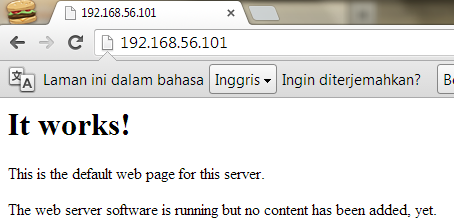 192.168.56.101
192.168.56.101
Laman ini dalam bahasa Inggris Ingin diterjemahkan?
It works!
This is the default web page for this server.
The web server software is running but no content has been added, yet.